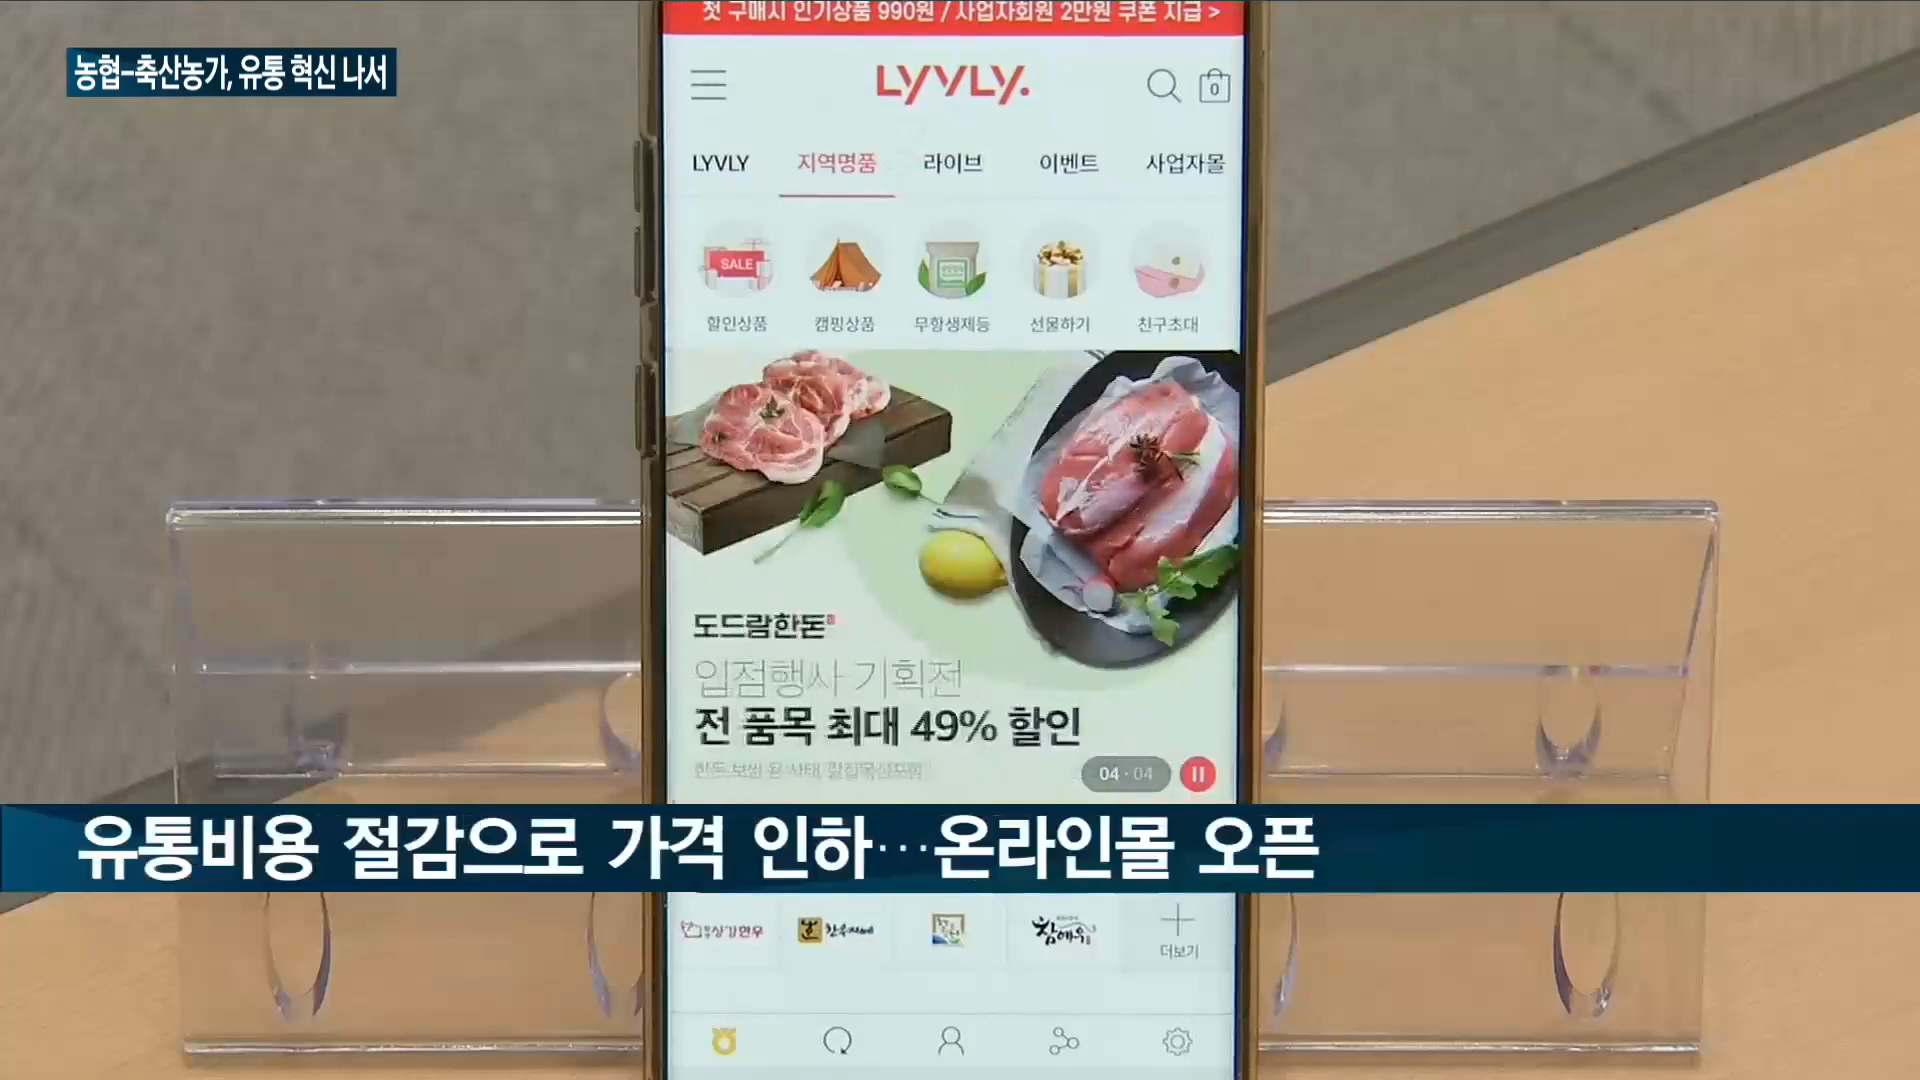 첫 구매시 인기상품 990원 / 사업자회원 2만원 쿠폰 지급 >
농협-축산농가, 유통 혁신 나서
LYVLY.
0
LYVLY 지역명품 라이브 이벤트 사업자몰
SALE
할인상품 캠핑상품 무항생제등 선물하기 친구초대
도드람한돈
입점행사 기획전
전 품목 최대 49% 할인
04 · 04
유통비용 절감으로 가격 인하…온라인몰 오픈
참예우
더보기